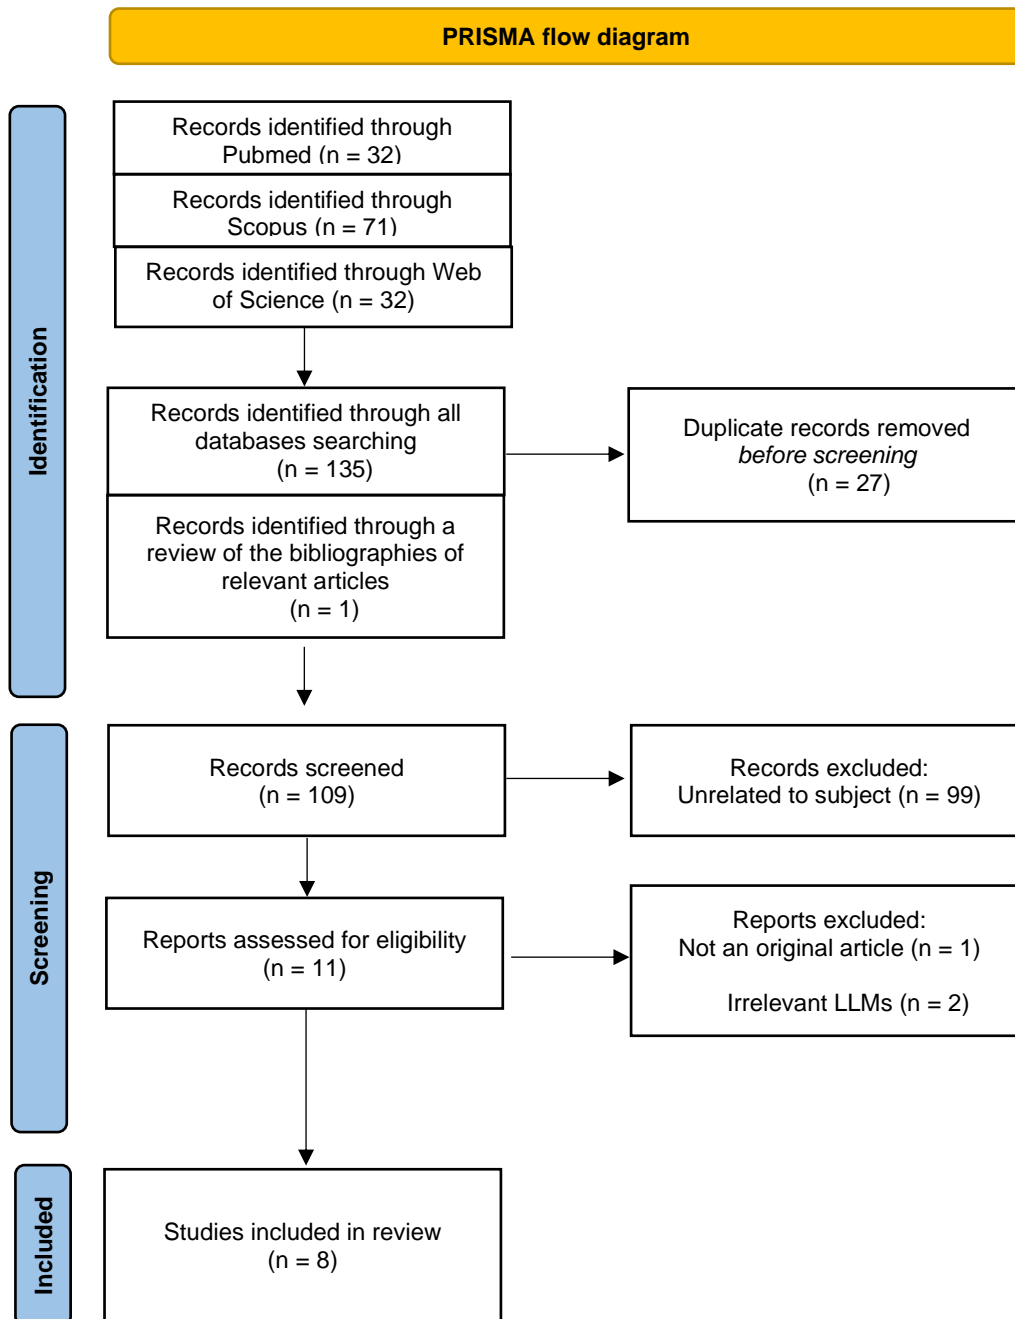 PRISMA flow diagram
Identification
Records identified through
Pubmed (n = 32)
Records identified through
Scopus (n = 71)
Records identified through Web
of Science (n = 32)
Records identified through all
databases searching
(n = 135)
Duplicate records removed
before screening
(n = 27)
Records identified through a
review of the bibliographies of
relevant articles
(n = 1)
Screening
Records screened
(n = 109)
Records excluded:
Unrelated to subject (n = 99)
Reports assessed for eligibility
(n = 11)
Reports excluded:
Not an original article (n = 1)
Irrelevant LLMs (n = 2)
Included
Studies included in review
(n = 8)